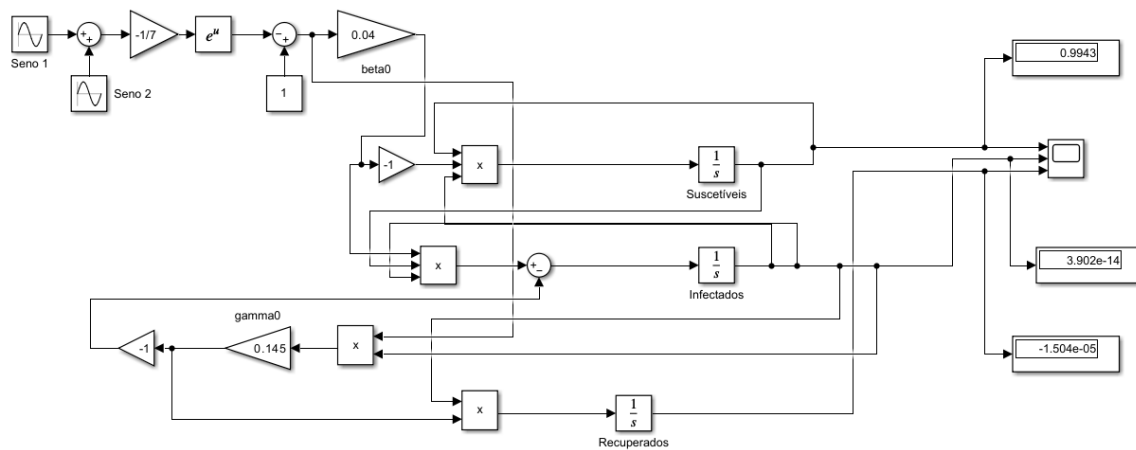 -1/7
e^u
0.04
Seno 1
Seno 2
1
beta0
0.9943
-1
x
1/s
Suscetíveis
x
1/s
Infectados
3.902e-14
gamma0
-1
0.145
x
-1.504e-05
x
1/s
Recuperados